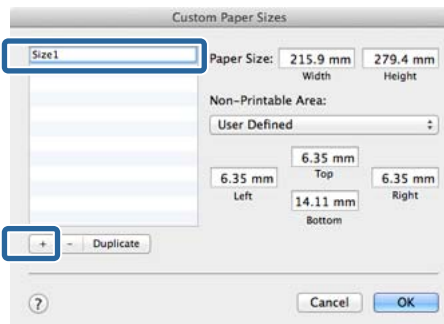 Custom Paper Sizes
Size1
Paper Size: 215.9 mm 279.4 mm
Width Height
Non-Printable Area:
User Defined
6.35 mm
Top
6.35 mm 6.35 mm
Left Right
14.11 mm
Bottom
+ - Duplicate
? Cancel OK